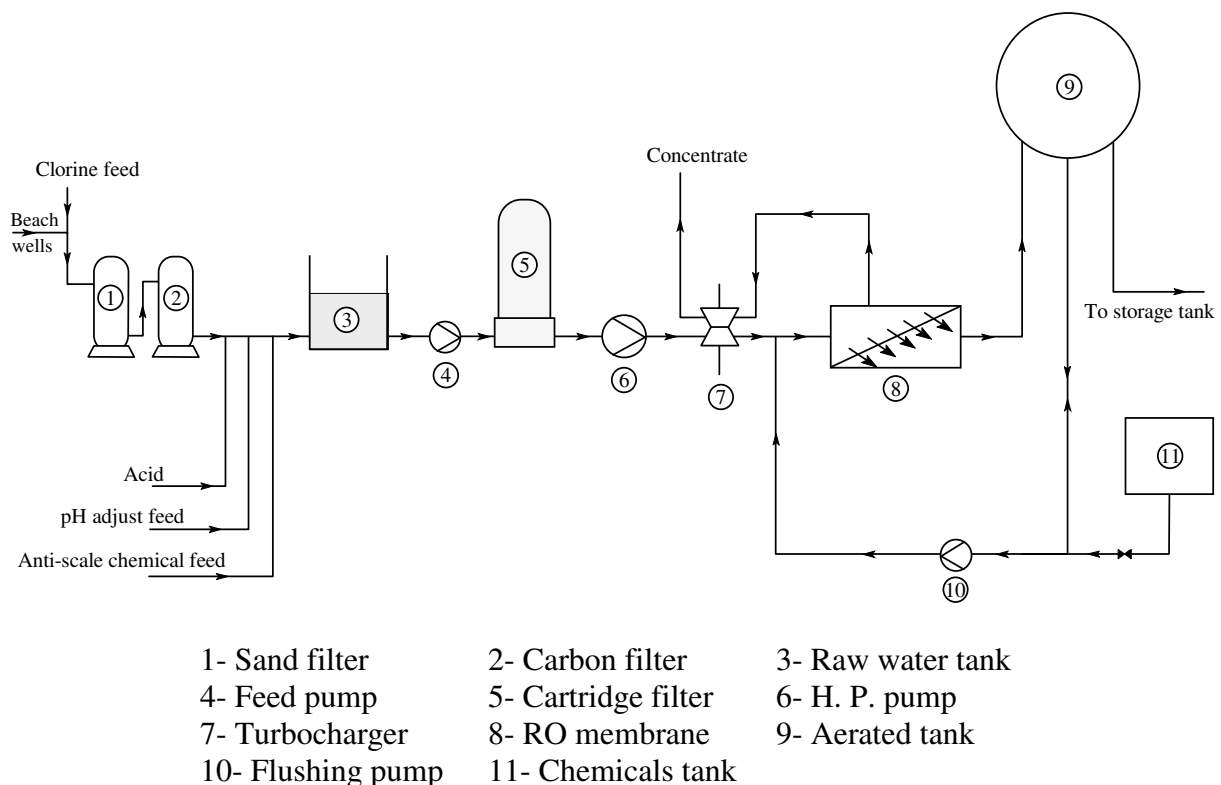 Clorine feed
Beach
wells
Concentrate
To storage tank
Acid
pH adjust feed
Anti-scale chemical feed
1
2
3
4
5
6
7
8
9
10
11
1- Sand filter 2- Carbon filter 3- Raw water tank
4- Feed pump 5- Cartridge filter 6- H. P. pump
7- Turbocharger 8- RO membrane 9- Aerated tank
10- Flushing pump 11- Chemicals tank